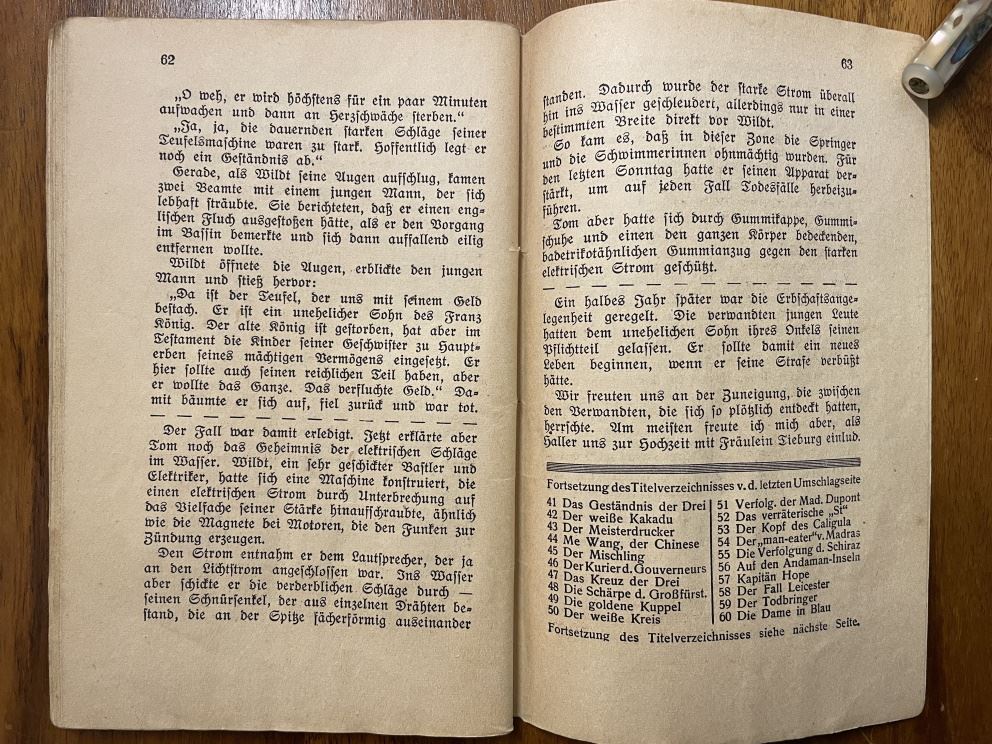 62
„O weh, er wird höchstens für ein paar Minuten
aufwachen und dann an Herzschwäche sterben.“
„Ja, ja, die dauernden starken Schläge seiner
Teufelsmaschine waren zu stark. Hoffentlich legt er
noch ein Geständnis ab.“
Gerade, als Wildt seine Augen aufschlug, kamen
zwei Beamte mit einem jungen Mann, der sich
lebhaft sträubte. Sie berichteten, daß er einen eng-
lischen Fluch ausgestoßen hätte, als er den Vorgang
im Bassin bemerkte und sich dann auffallend eilig
entfernen wollte.
Wildt öffnete die Augen, erblickte den jungen
Mann und stieß hervor:
„Da ist der Teufel, der uns mit seinem Geld
bestach. Er ist ein unehelicher Sohn des Franz
König. Der alte König ist gestorben, hat aber im
Testament die Kinder seiner Geschwister zu Haupt-
erben seines mächtigen Vermögens eingesetzt. Er
hier sollte auch seinen reichlichen Teil haben, aber
er wollte das Ganze. Das verfluchte Geld.“ Da-
mit bäumte er sich auf, fiel zurück und war tot.
Der Fall war damit erledigt. Jetzt erklärte aber
Tom noch das Geheimnis der elektrischen Schläge
im Wasser. Wildt, ein sehr geschickter Bastler und
Elektriker, hatte sich eine Maschine konstruiert, die
einen elektrischen Strom durch Unterbrechung auf
das Vielfache seiner Stärke hinaufschraubte, ähnlich
wie die Magnete bei Motoren, die den Funken zur
Zündung erzeugen.
Den Strom entnahm er dem Lautsprecher, der ja
an den Lichtstrom angeschlossen war. Ins Wasser
aber schickte er die verderblichen Schläge durch —
seinen Schnürsenkel, der aus einzelnen Drähten be-
stand, die an der Spitze fächerförmig auseinander
63
standen. Dadurch wurde der starke Strom überall
hin ins Wasser geschleudert, allerdings nur in einer
bestimmten Breite direkt vor Wildt.
So kam es, daß in dieser Zone die Springer
und die Schwimmerinnen ohnmächtig wurden. Für
den letzten Sonntag hatte er seinen Apparat ver-
stärkt, um auf jeden Fall Todesfälle herbeizu-
führen.
Tom aber hatte sich durch Gummikappe, Gummi-
schuhe und einen den ganzen Körper bedeckenden,
badetrikotähnlichen Gummianzug gegen den starken
elektrischen Strom geschützt.
Ein halbes Jahr später war die Erbschaftsange-
legenheit geregelt. Die verwandten jungen Leute
hatten dem unehelichen Sohn ihres Onkels seinen
Pflichtteil gelassen. Er sollte damit ein neues
Leben beginnen, wenn er seine Strafe verbüßt
hätte.
Wir freuten uns an der Zuneigung, die zwischen
den Verwandten, die sich so plötzlich entdeckt hatten,
herrschte. Am meisten freute ich mich aber, als
Haller uns zur Hochzeit mit Fräulein Tieburg einlud.
Fortsetzung des Titelverzeichnisses v. d. letzten Umschlagseite
41 Das Geständnis der Drei
42 Der weiße Kakadu
43 Der Meisterdrucker
44 Me Wang, der Chinese
45 Der Mischling
46 Der Kurier d. Gouverneurs
47 Das Kreuz der Drei
48 Die Schärpe d. Großfürst.
49 Die goldene Kuppel
50 Der weiße Kreis
51 Verfolg. der Mad. Dupont
52 Das verräterische „Si“
53 Der Kopf des Caligula
54 Der „man-eater“ v. Madras
55 Die Verfolgung d. Schiraz
56 Auf den Andaman-Inseln
57 Kapitän Hope
58 Der Fall Leicester
59 Der Todbringer
60 Die Dame in Blau
Fortsetzung des Titelverzeichnisses siehe nächste Seite.